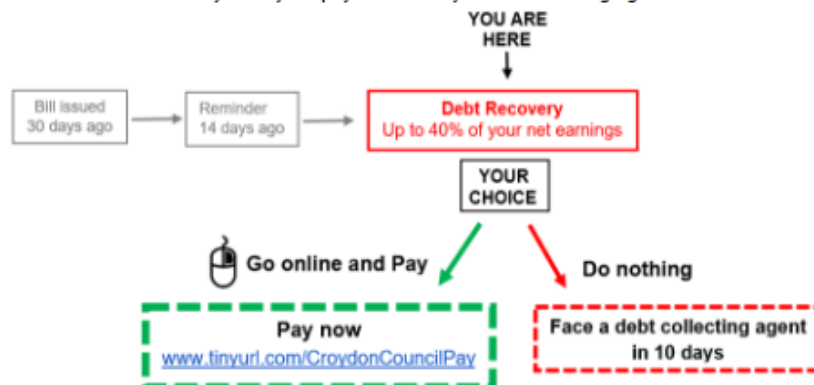 YOU ARE
HERE
Bill issued
30 days ago
Reminder
14 days ago
Debt Recovery
Up to 40% of your net earnings
YOUR
CHOICE
Go online and Pay
Do nothing
Pay now
www.tinyurl.com/CroydonCouncilPay
Face a debt collecting agent
in 10 days